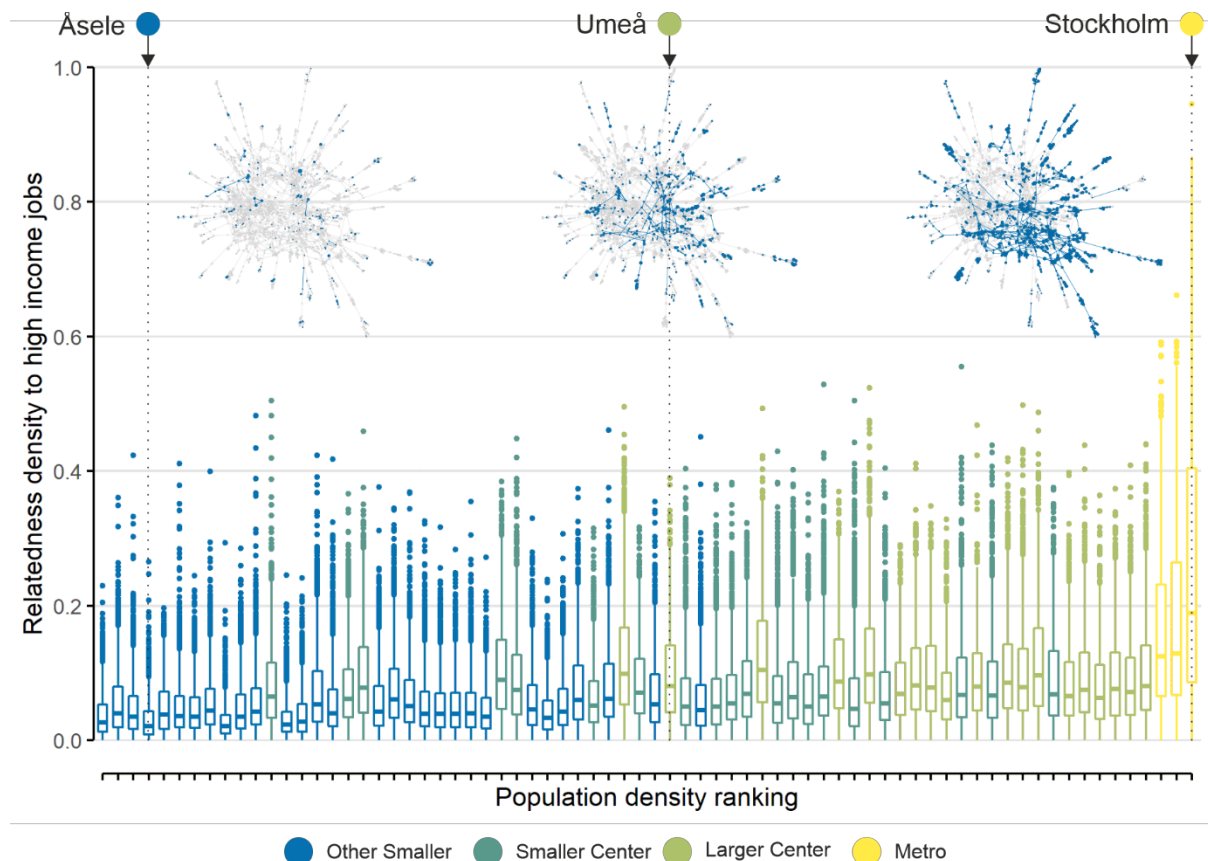 Åsele Umeå Stockholm
1.0
0.8
0.6
0.4
0.2
0.0
Relatedness density to high income jobs
Population density ranking
Other Smaller Smaller Center Larger Center Metro